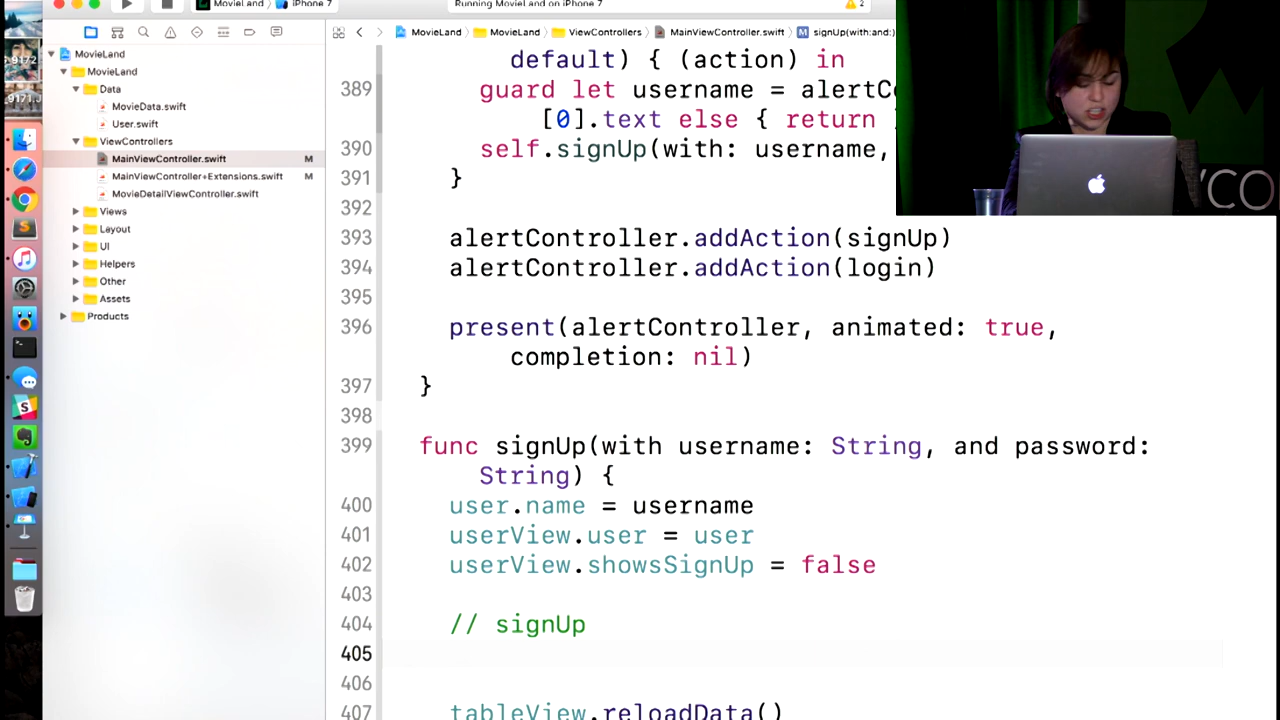 MovieLand
iPhone 7
Running MovieLand on iPhone 7
2
MovieLand
MovieLand
ViewControllers
MainViewController.swift
M
signUp(with:and:)
MovieLand
MovieLand
Data
MovieData.swift
User.swift
ViewControllers
MainViewController.swift
M
MainViewController+Extensions.swift
M
MovieDetailViewController.swift
Views
Layout
UI
Helpers
Other
Assets
Products
9172
9171.J
default) { (action) in
389 guard let username = alertCo
[0].text else { return
390 self.signUp(with: username,
391 }
392
393 alertController.addAction(signUp)
394 alertController.addAction(login)
395
396 present(alertController, animated: true,
completion: nil)
397 }
398
399 func signUp(with username: String, and password:
String) {
400 user.name = username
401 userView.user = user
402 userView.showsSignUp = false
403
404 // signUp
405
406
407 tableView.reloadData()
YCO